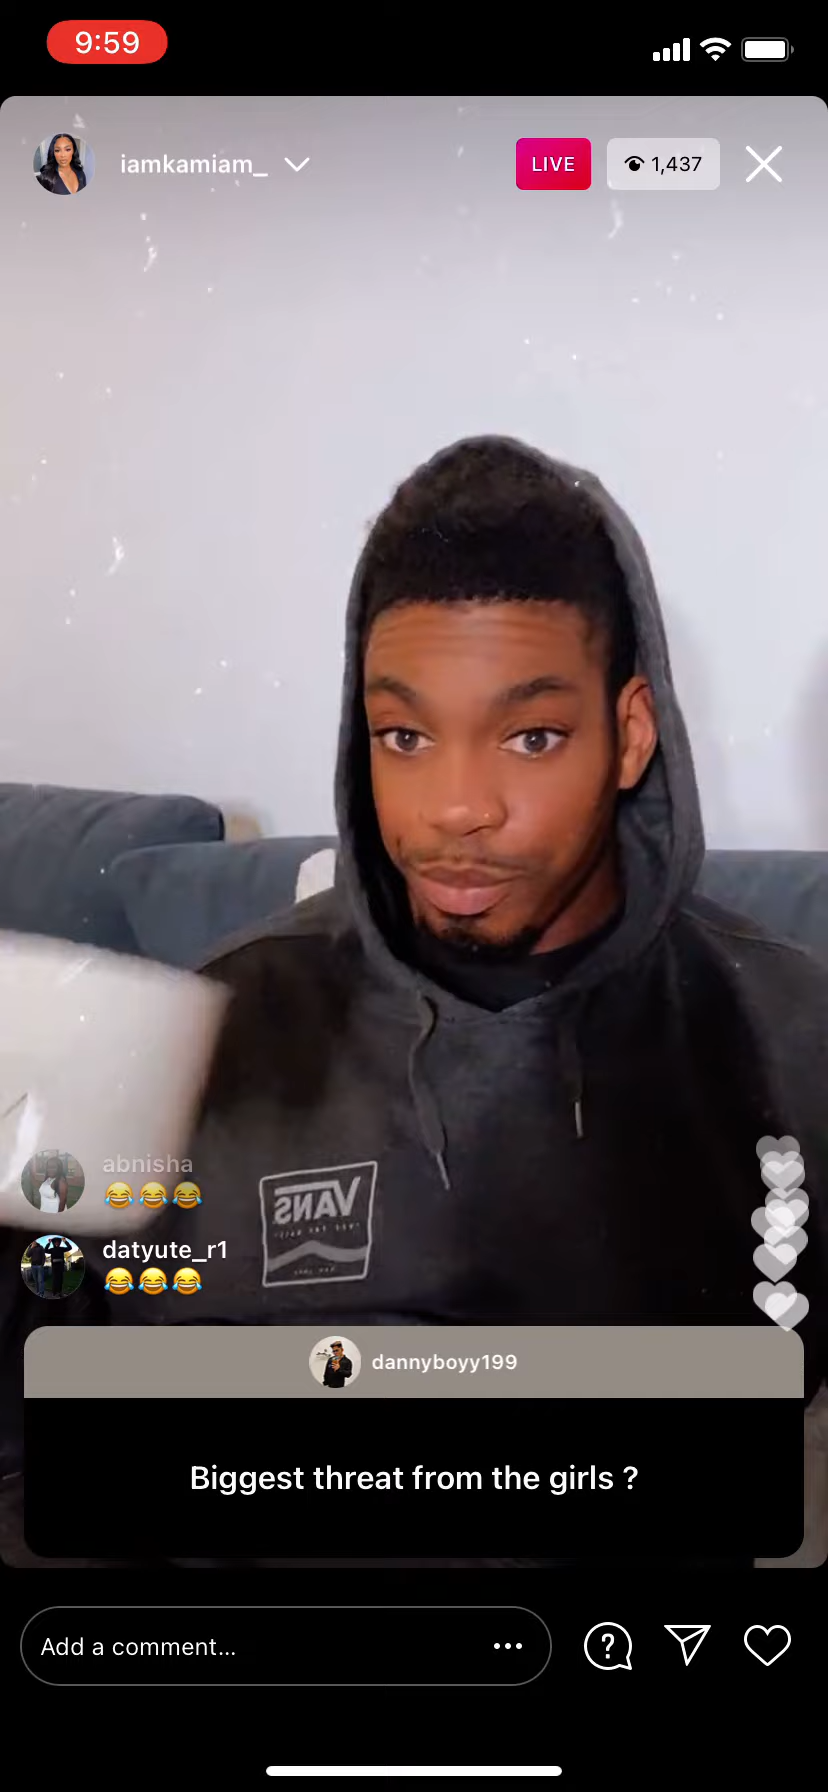 9:59
iamkamiam_
LIVE
1,437
VANS
abnisha
😂😂😂
datyute_r1
😂😂😂
dannyboyy199
Biggest threat from the girls ?
Add a comment...